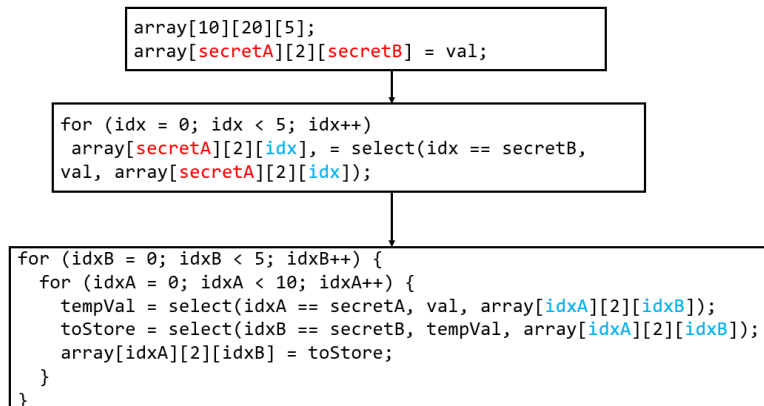 array[10][20][5];
array[secretA][2][secretB] = val;
for (idx = 0; idx < 5; idx++)
array[secretA][2][idx], = select(idx == secretB,
val, array[secretA][2][idx]);
for (idxB = 0; idxB < 5; idxB++) {
for (idxA = 0; idxA < 10; idxA++) {
tempVal = select(idxA == secretA, val, array[idxA][2][idxB]);
toStore = select(idxB == secretB, tempVal, array[idxA][2][idxB]);
array[idxA][2][idxB] = toStore;
}
}